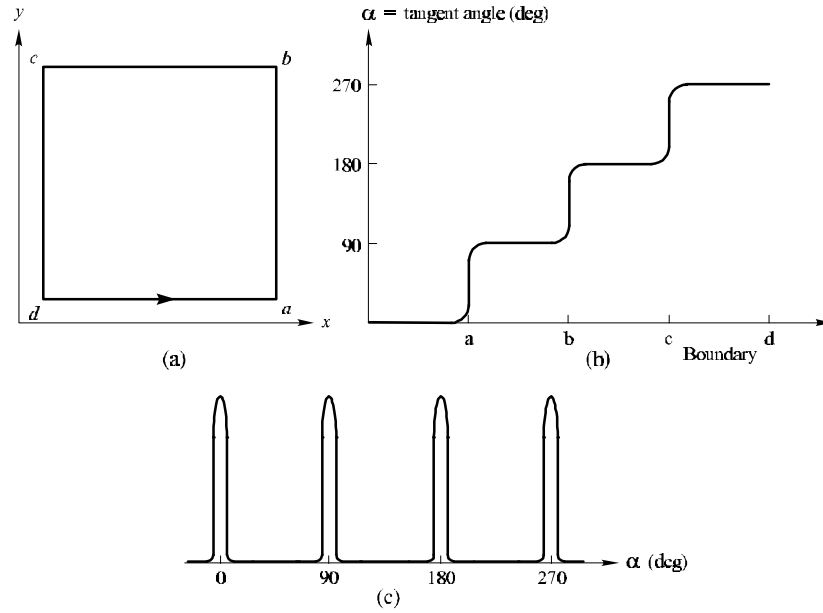 y
c
b
d
a
x
(a)
α = tangent angle (deg)
270
180
90
a b c d
Boundary
(b)
0 90 180 270
α (deg)
(c)